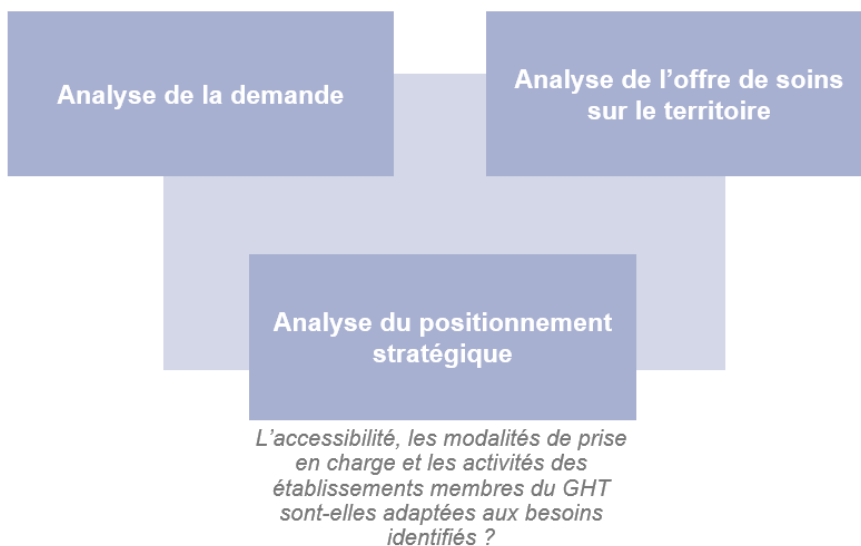 Analyse de la demande
Analyse de l’offre de soins
sur le territoire
Analyse du positionnement
stratégique
L’accessibilité, les modalités de prise
en charge et les activités des
établissements membres du GHT
sont-elles adaptées aux besoins
identifiés ?